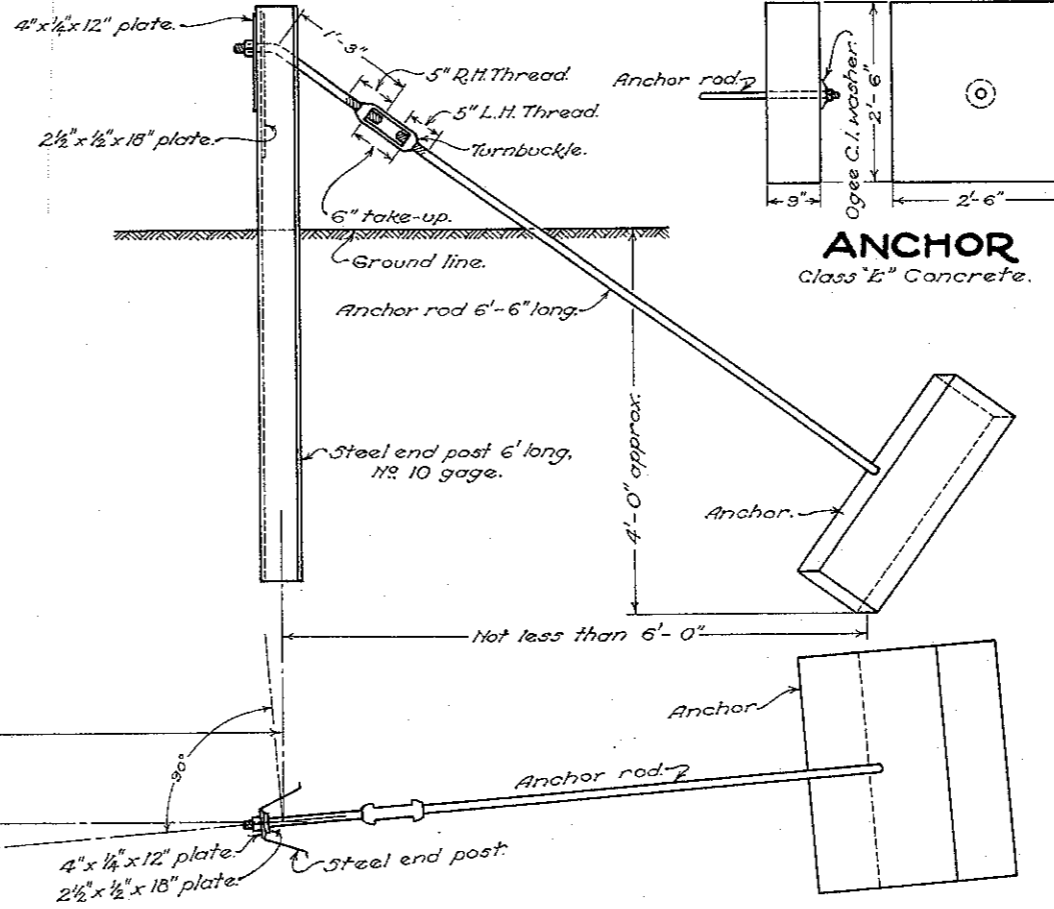 4"x¼"x12" plate.
1'-3"
5" R.H. Thread.
5" L.H. Thread.
2½"x½"x18" plate.
Turnbuckle.
6" take-up.
Ground line.
Anchor rod 6'-6" long.
Steel end post 6' long,
Nº 10 gage.
4'-0" approx.
Anchor.
Not less than 6'-0"
Anchor rod.
Ogee C.I. washer.
2'-6"
9"
2'-6"
ANCHOR
Class "E" Concrete.
90°
Anchor
Anchor rod.
4"x¼"x12" plate.
2½"x½"x18" plate.
Steel end post.